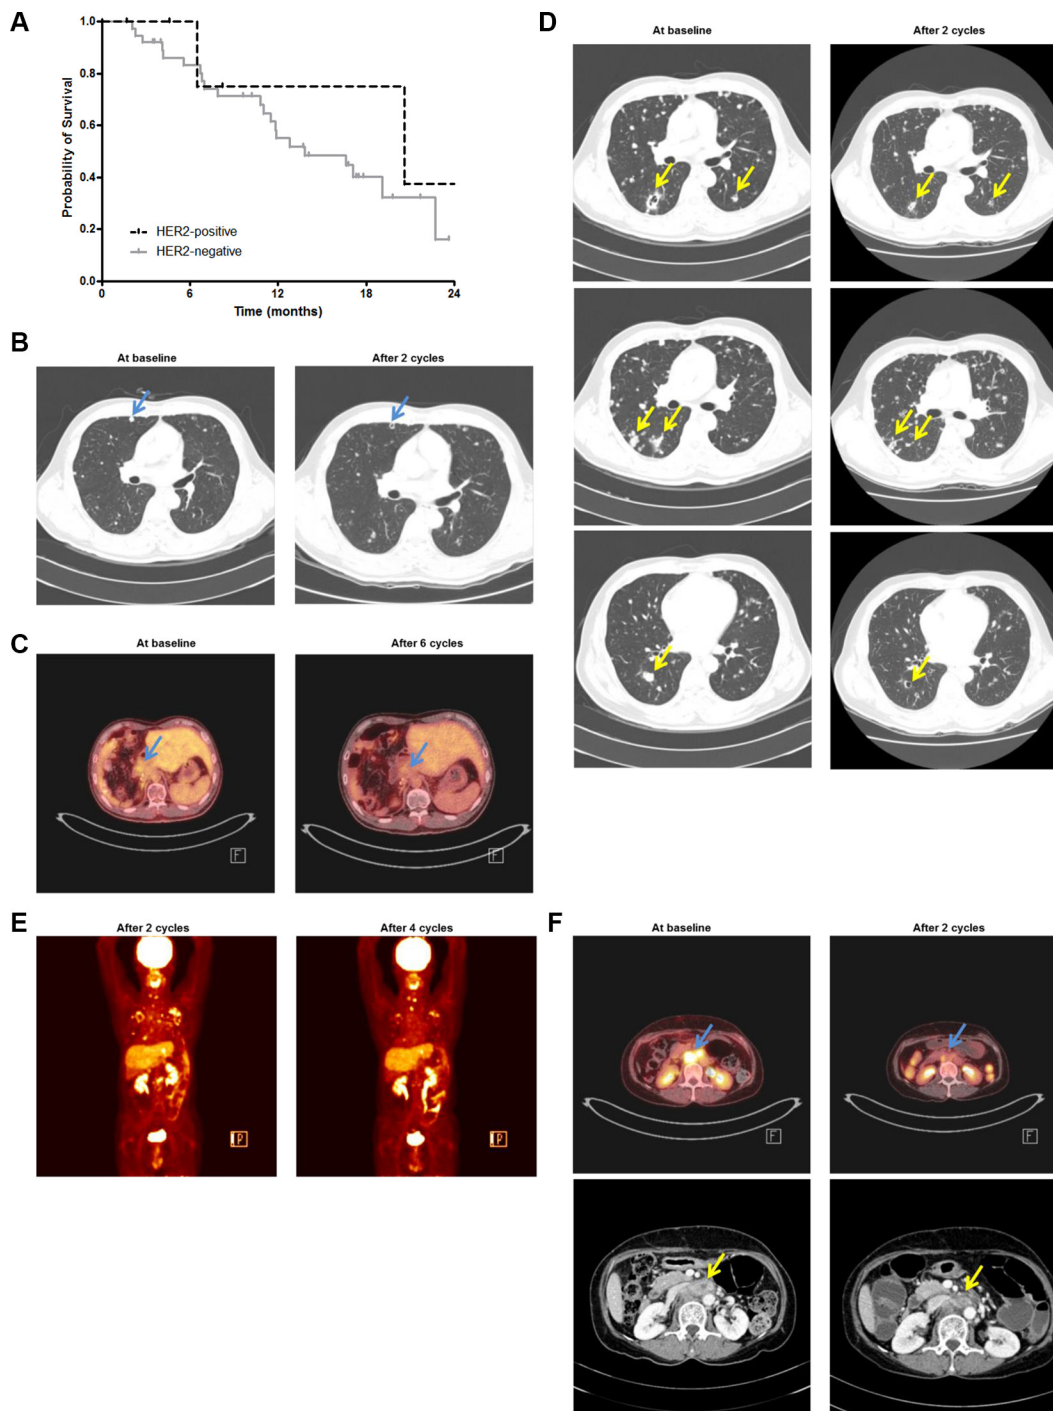 A
1.0
0.8
0.6
0.4
0.2
0.0
Probability of Survival
HER2-positive
HER2-negative
0 6 12 18 24
Time (months)
B
At baseline After 2 cycles
C
At baseline After 6 cycles
F F
D
At baseline After 2 cycles
E
After 2 cycles After 4 cycles
P P
F
At baseline After 2 cycles
F F